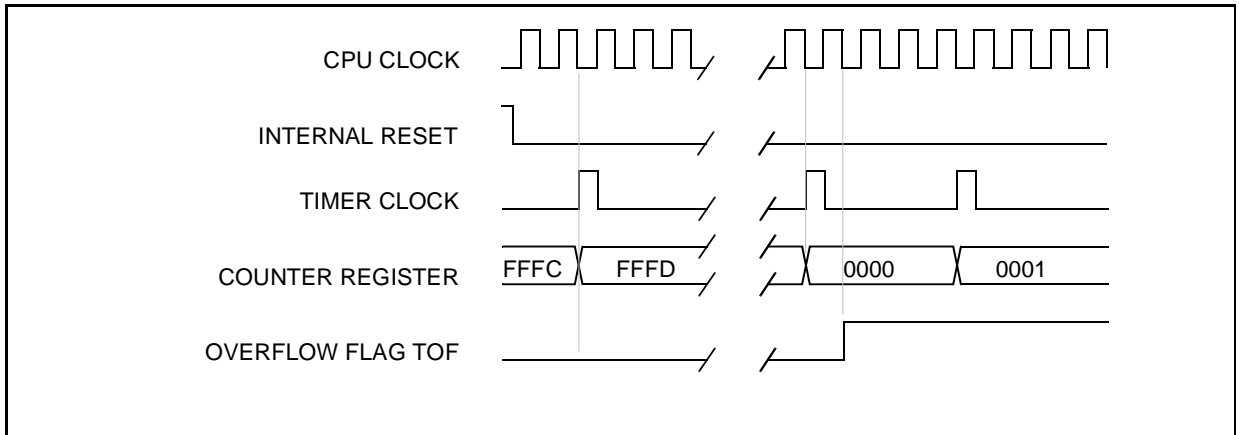 CPU CLOCK
INTERNAL RESET
TIMER CLOCK
COUNTER REGISTER
FFFC FFFD 0000 0001
OVERFLOW FLAG TOF